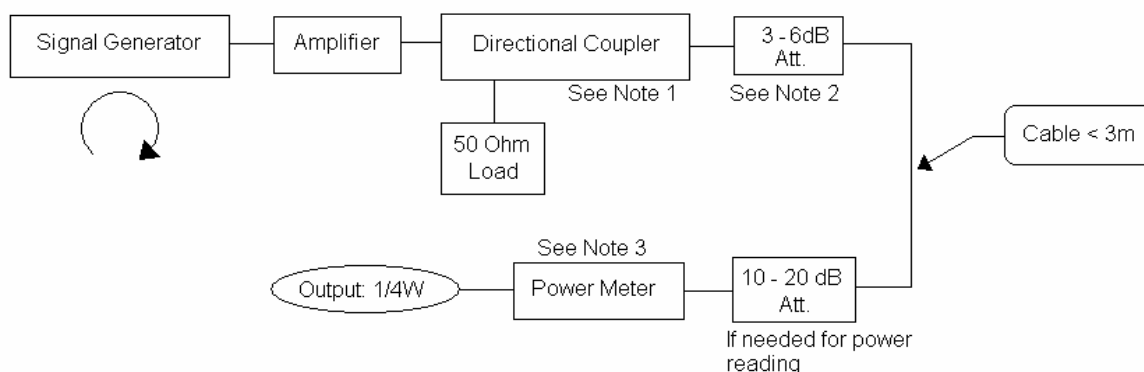 Signal Generator
Amplifier
Directional Coupler
3 - 6dB
Att.
See Note 1
See Note 2
50 Ohm
Load
Cable < 3m
See Note 3
Output: 1/4W
Power Meter
10 - 20 dB
Att.
If needed for power
reading